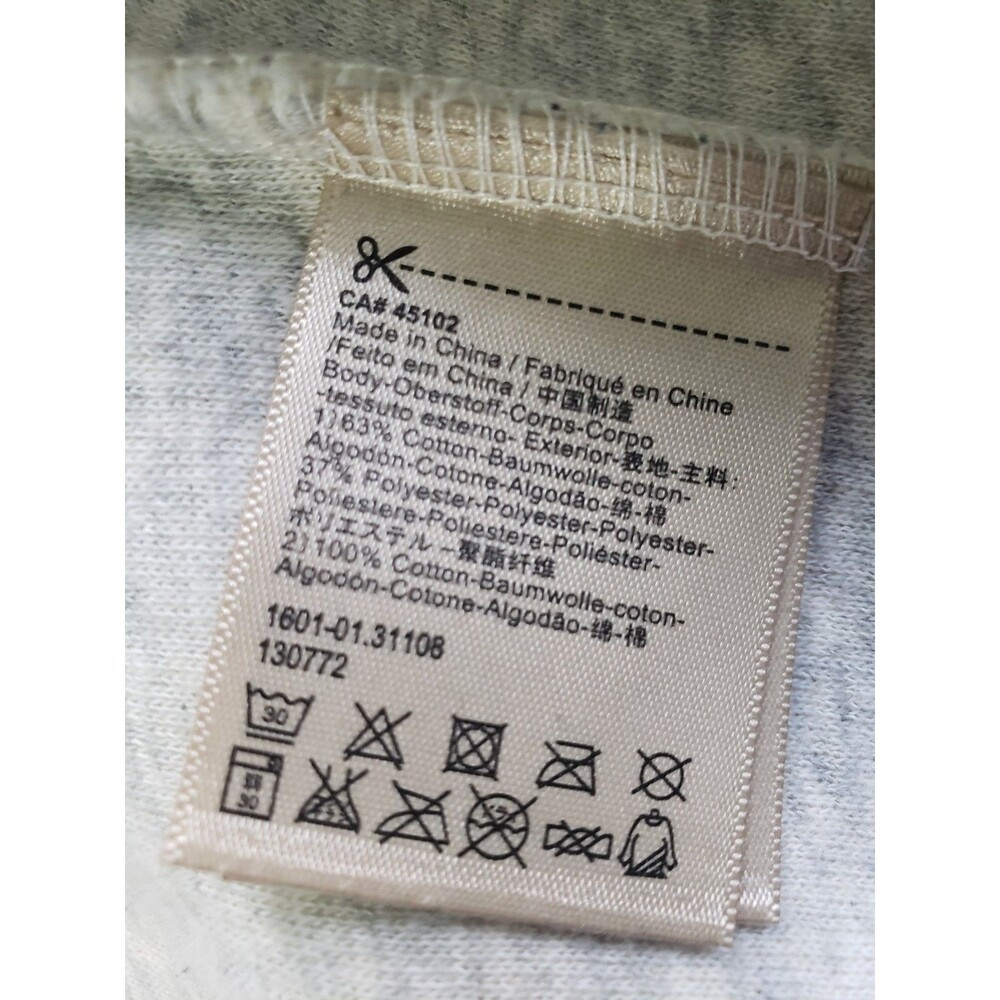 CA# 45102
Made in China / Fabriqué en Chine
/Feito em China / 中国制造
Body-Oberstoff-Corps-Corpo
-tessuto esterno- Exterior-表地-主料:
1)63% Cotton-Baumwolle-coton-
Algodón-Cotone-Algodão-绵-棉
37% Polyester-Polyester-Polyester-
Poliestere-Poliestere-Poliéster-
ポリエステル-聚酯纤维
2)100% Cotton-Baumwolle-coton-
Algodón-Cotone-Algodão-绵-棉
1601-01.31108
130772
30
弱
30